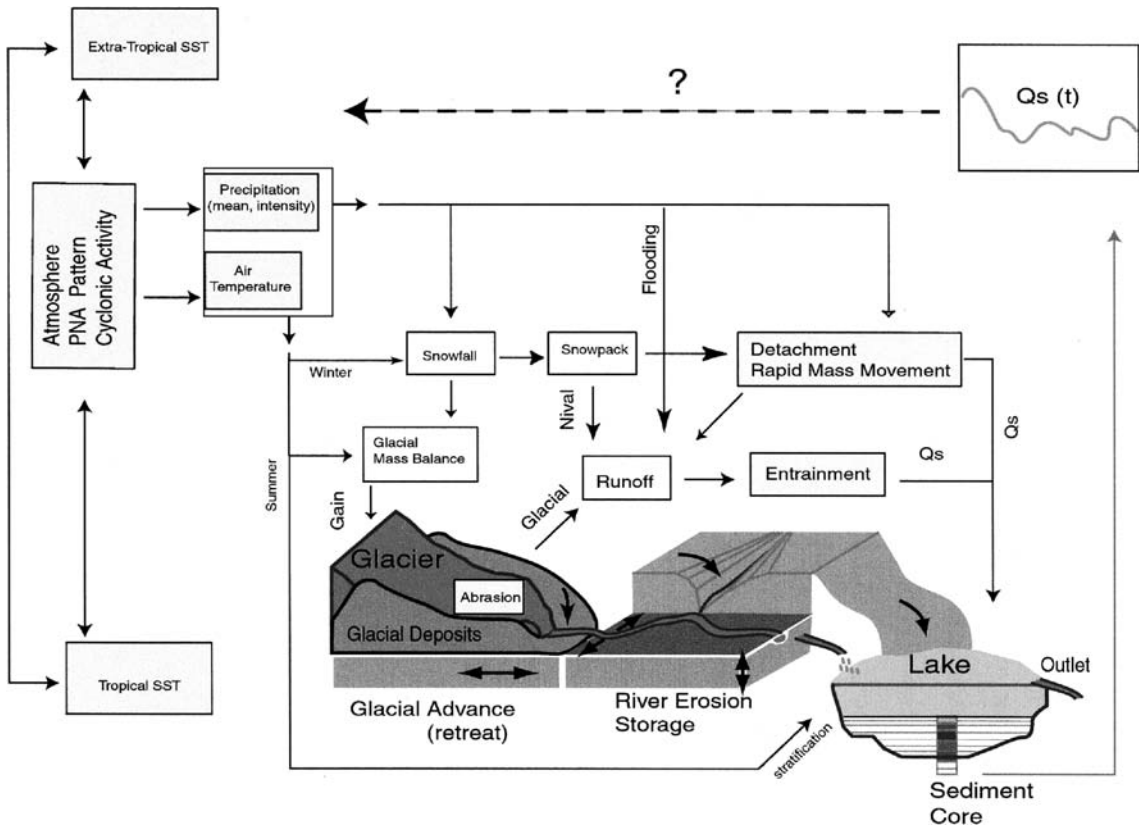 Extra-Tropical SST
?
Qs (t)
Precipitation
(mean, intensity)
Atmosphere
PNA Pattern
Cyclonic Activity
Air
Temperature
Flooding
Winter
Snowfall
Snowpack
Detachment
Rapid Mass Movement
Nival
Qs
Glacial
Mass Balance
Summer
Gain
Glacial
Runoff
Entrainment
Qs
Glacier
Abrasion
Glacial Deposits
Lake
Outlet
Tropical SST
Glacial Advance
(retreat)
River Erosion
Storage
stratification
Sediment
Core